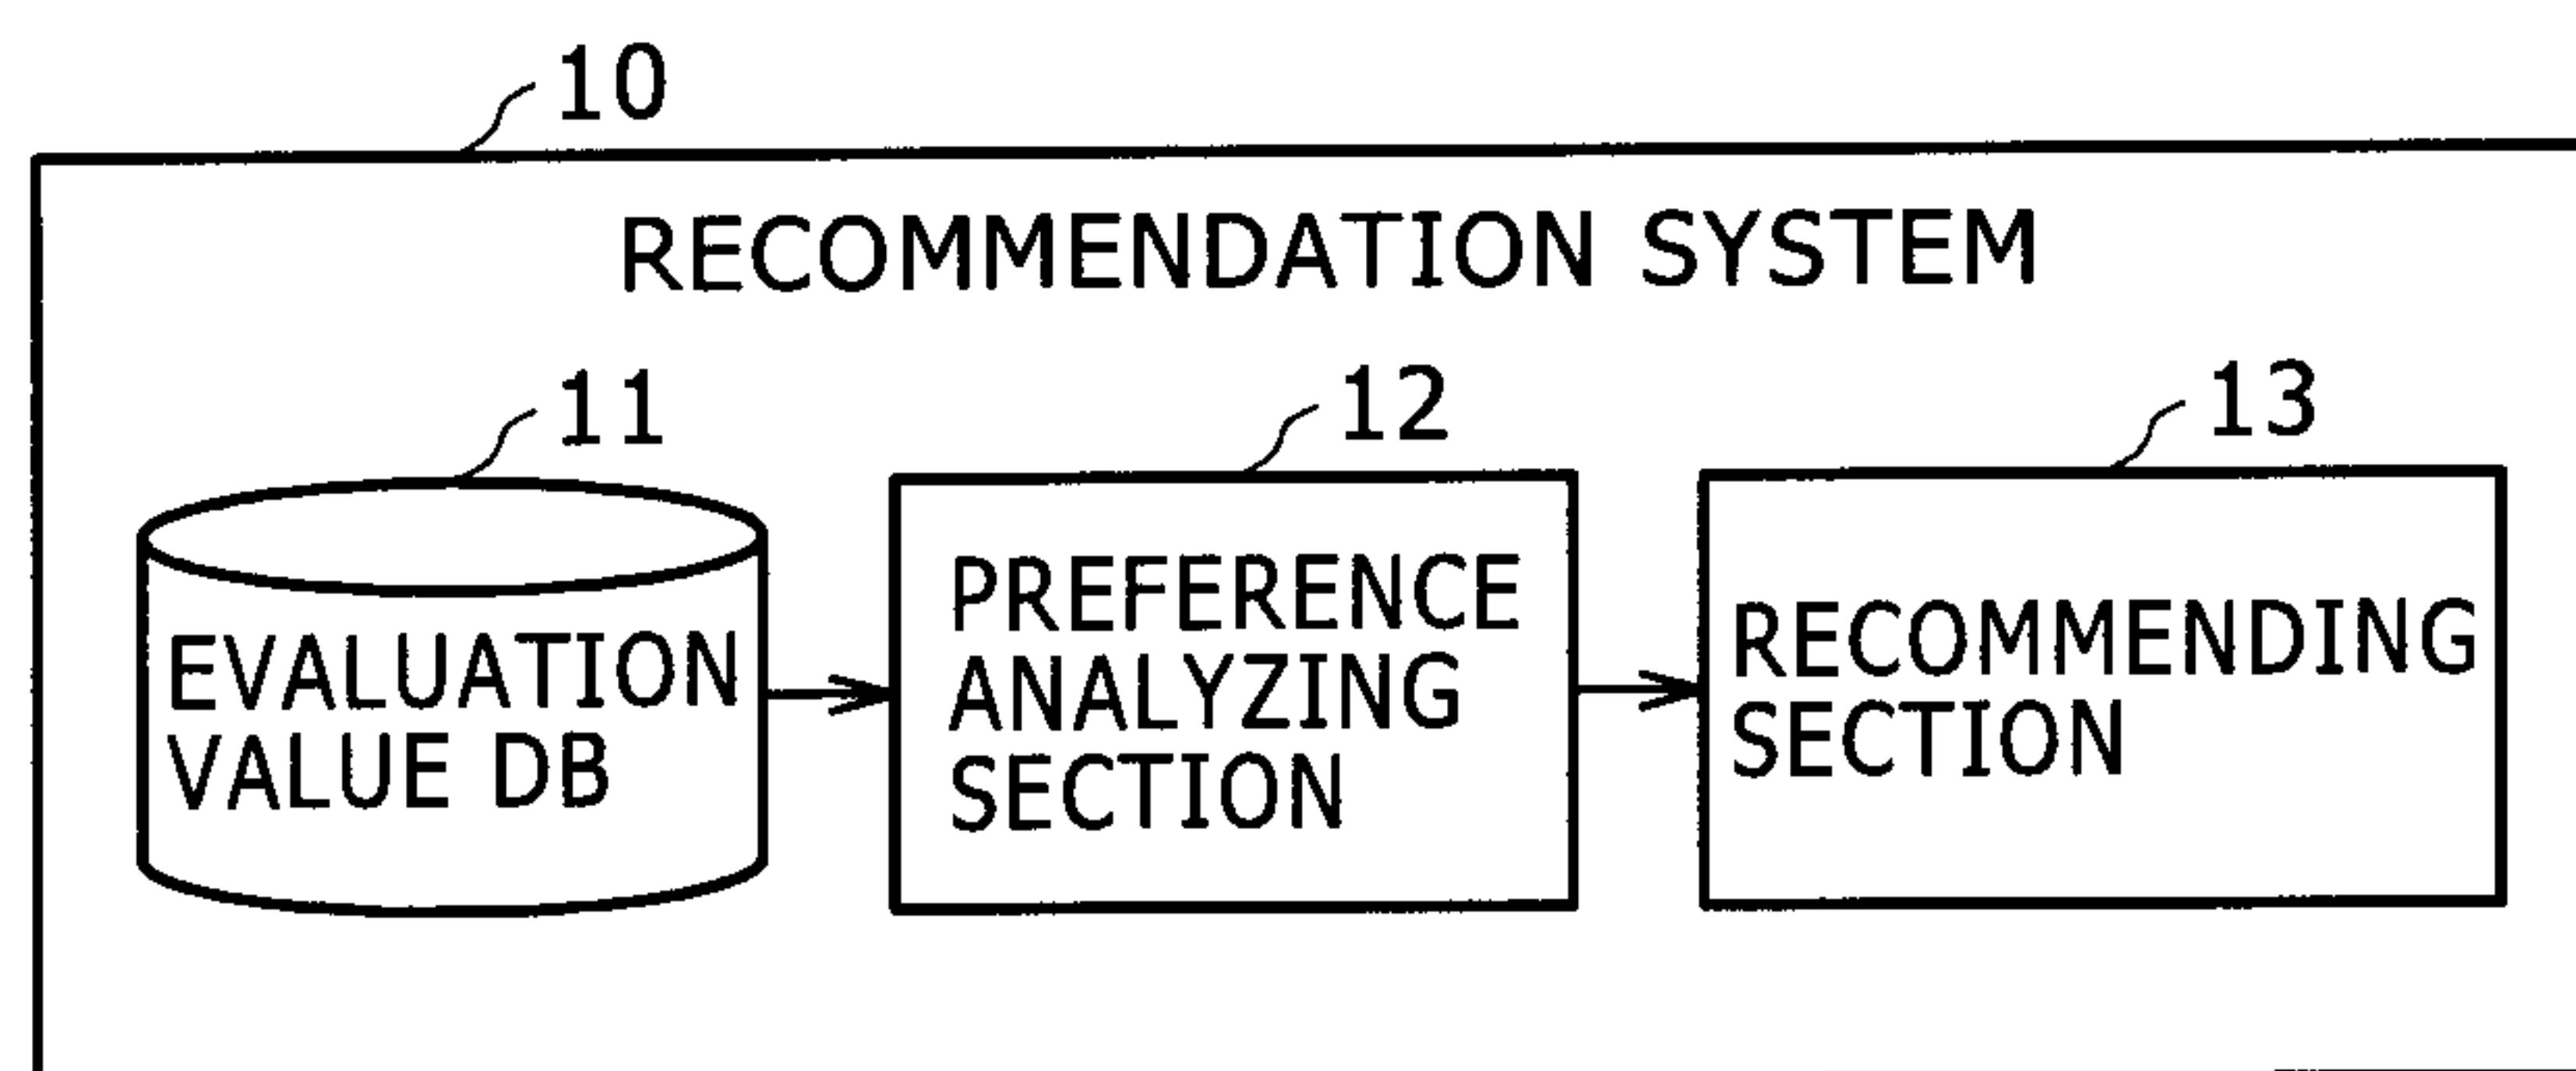 10
RECOMMENDATION SYSTEM
11
12
13
EVALUATION
VALUE DB
PREFERENCE
ANALYZING
SECTION
RECOMMENDING
SECTION